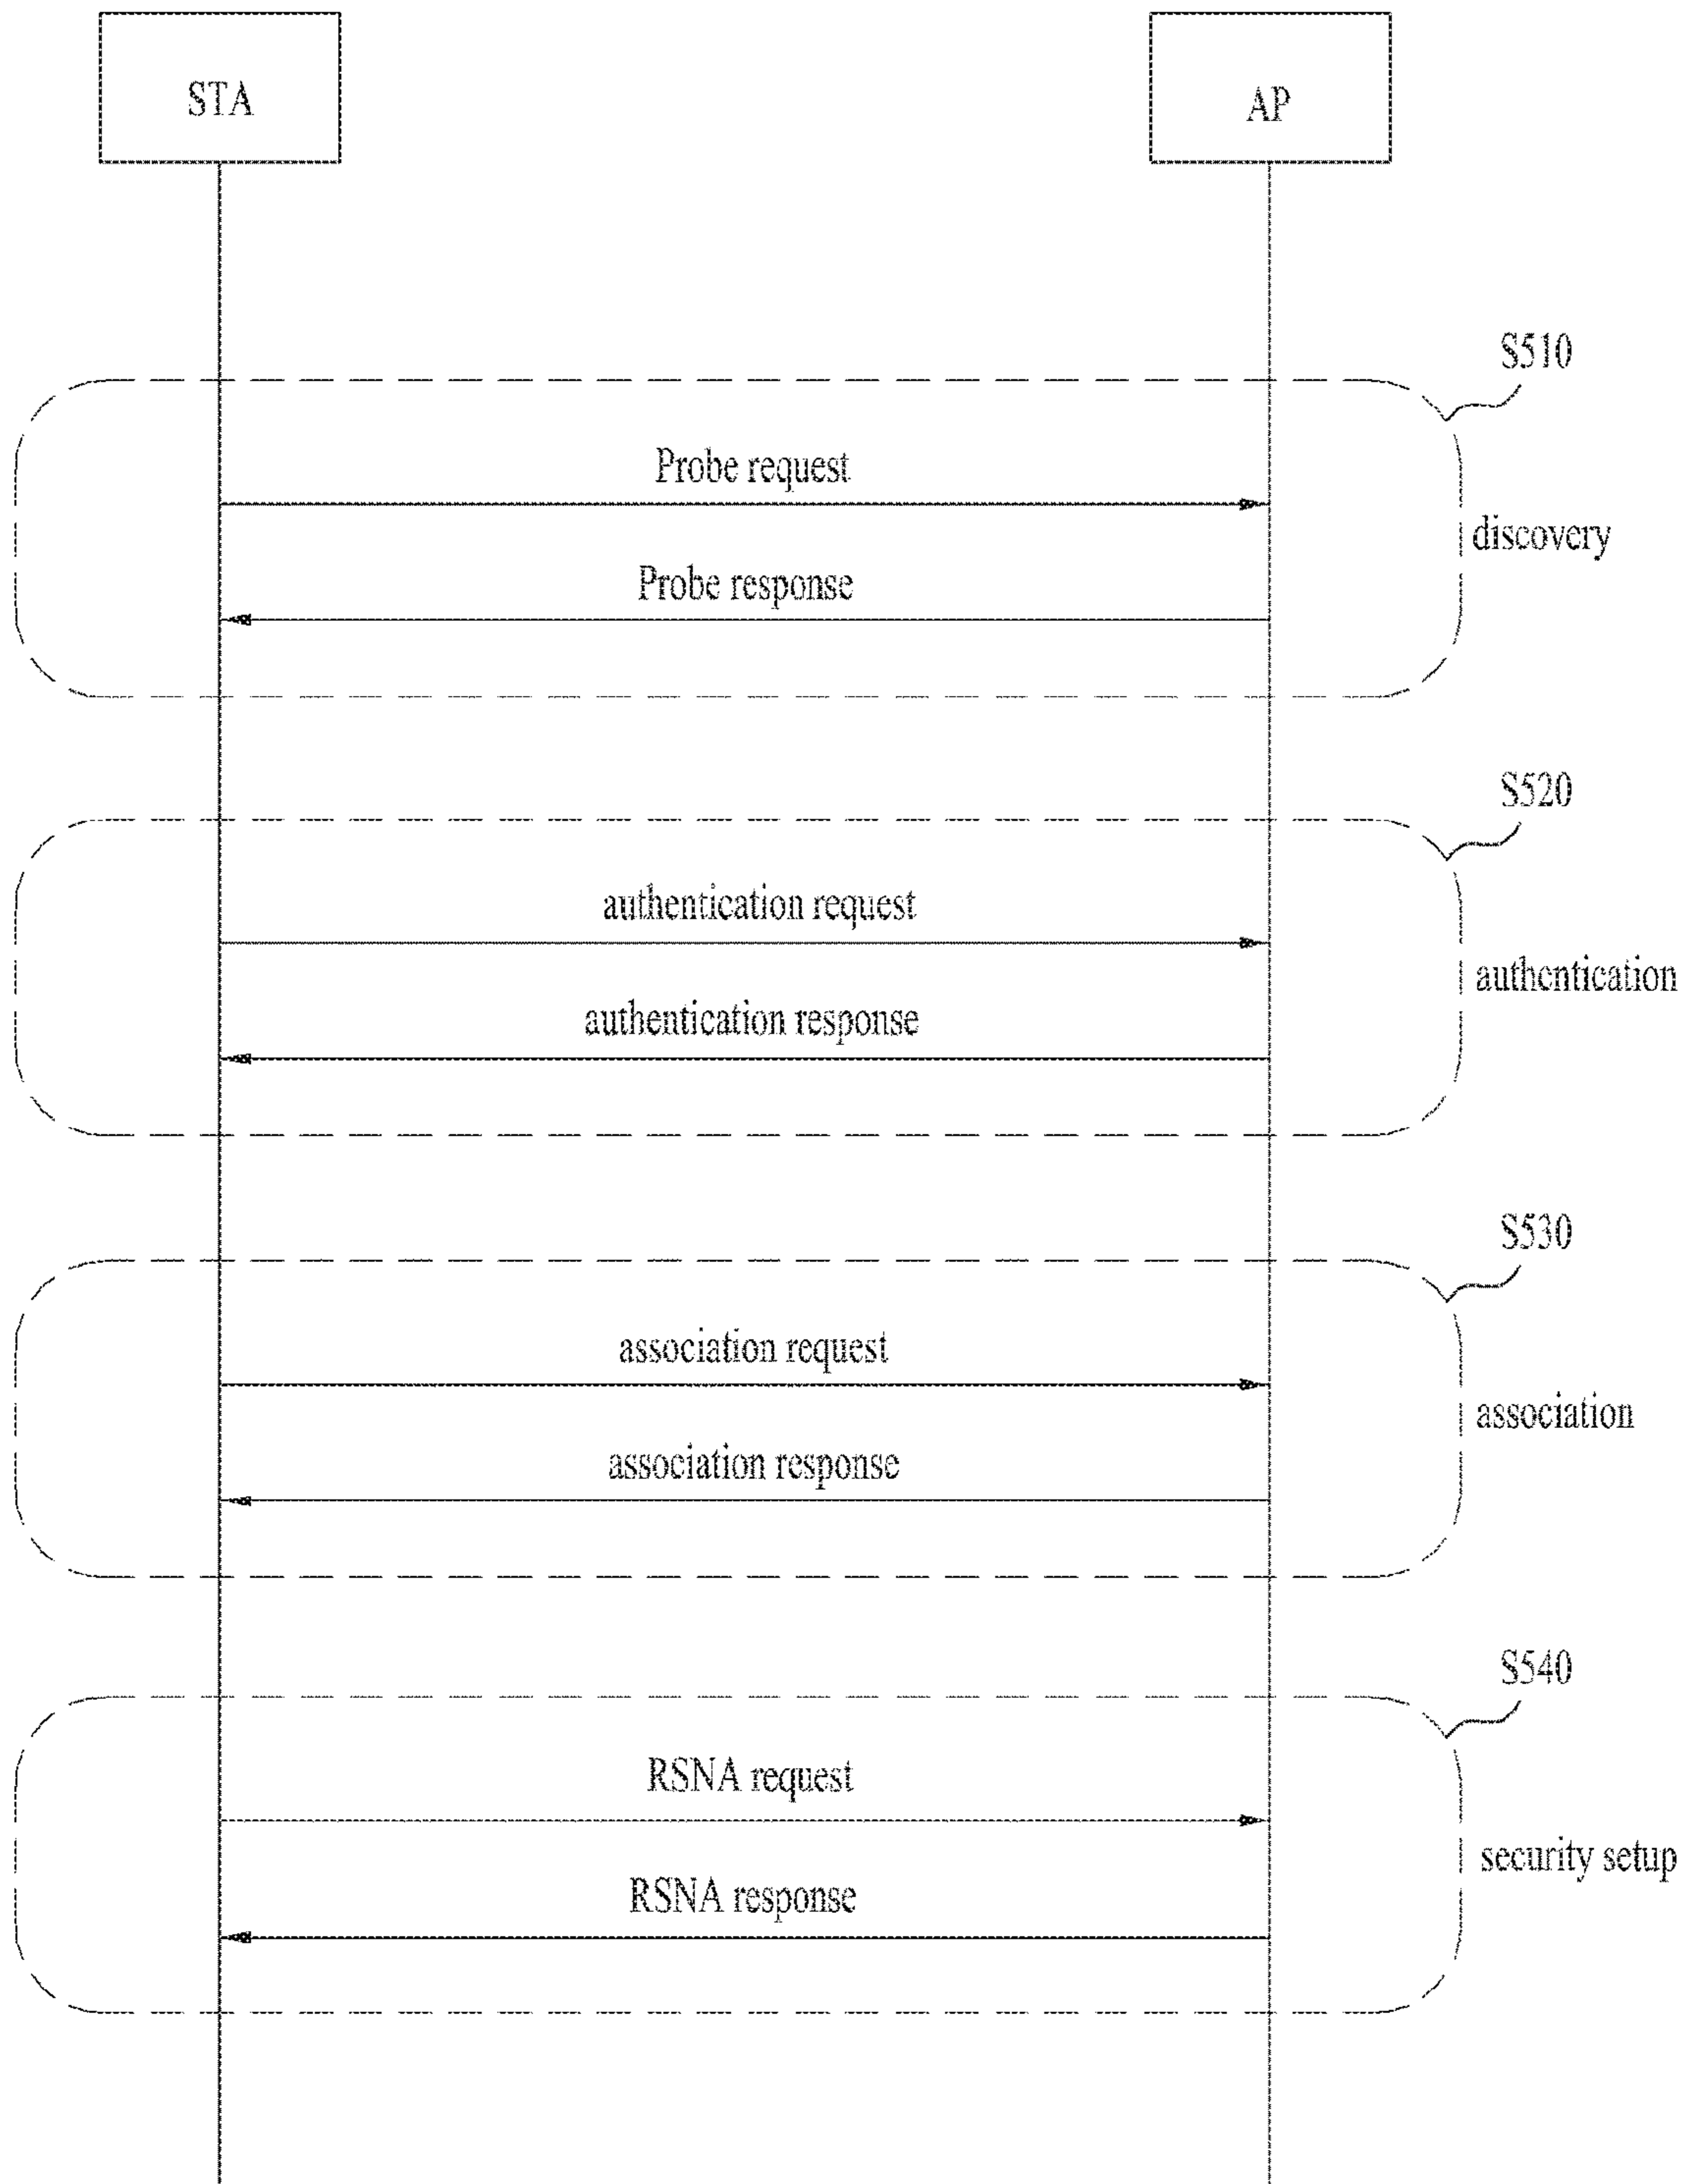 STA
AP
S510
Probe request
discovery
Probe response
S520
authentication request
authentication
authentication response
S530
association request
association
association response
S540
RSNA request
security setup
RSNA response